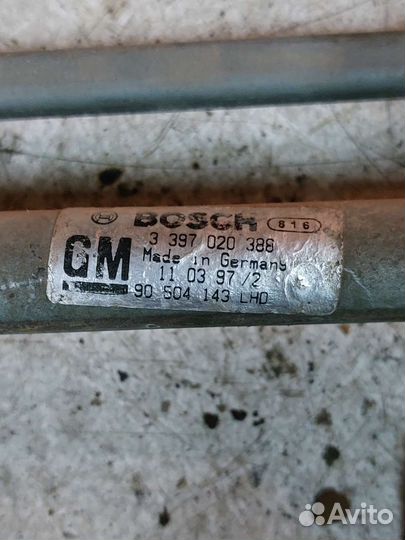 BOSCH 816
GM
3 397 020 388
Made in Germany
11 03 97/2
90 504 143 LHD
Avito